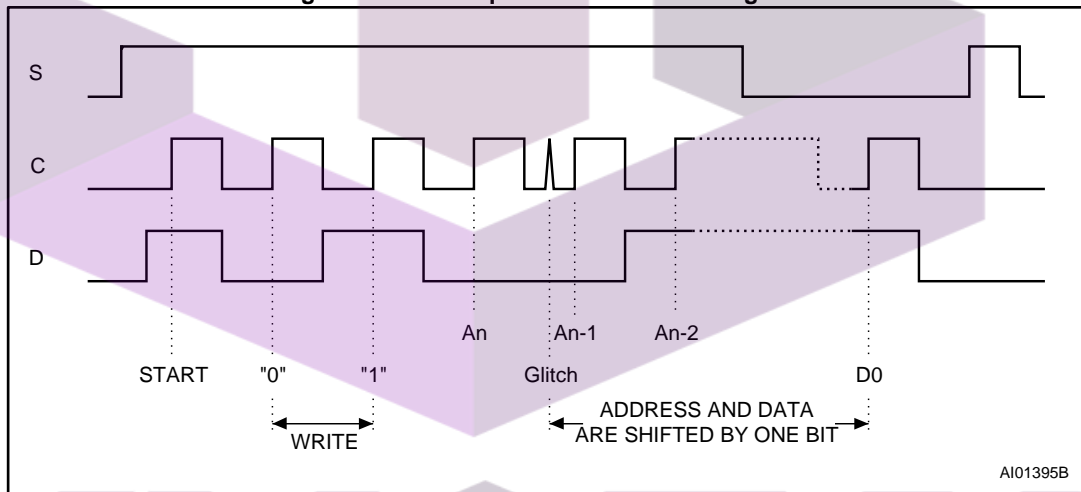 S
C
D
An An-1 An-2
START "0" "1" Glitch D0
WRITE
ADDRESS AND DATA
ARE SHIFTED BY ONE BIT
AI01395B